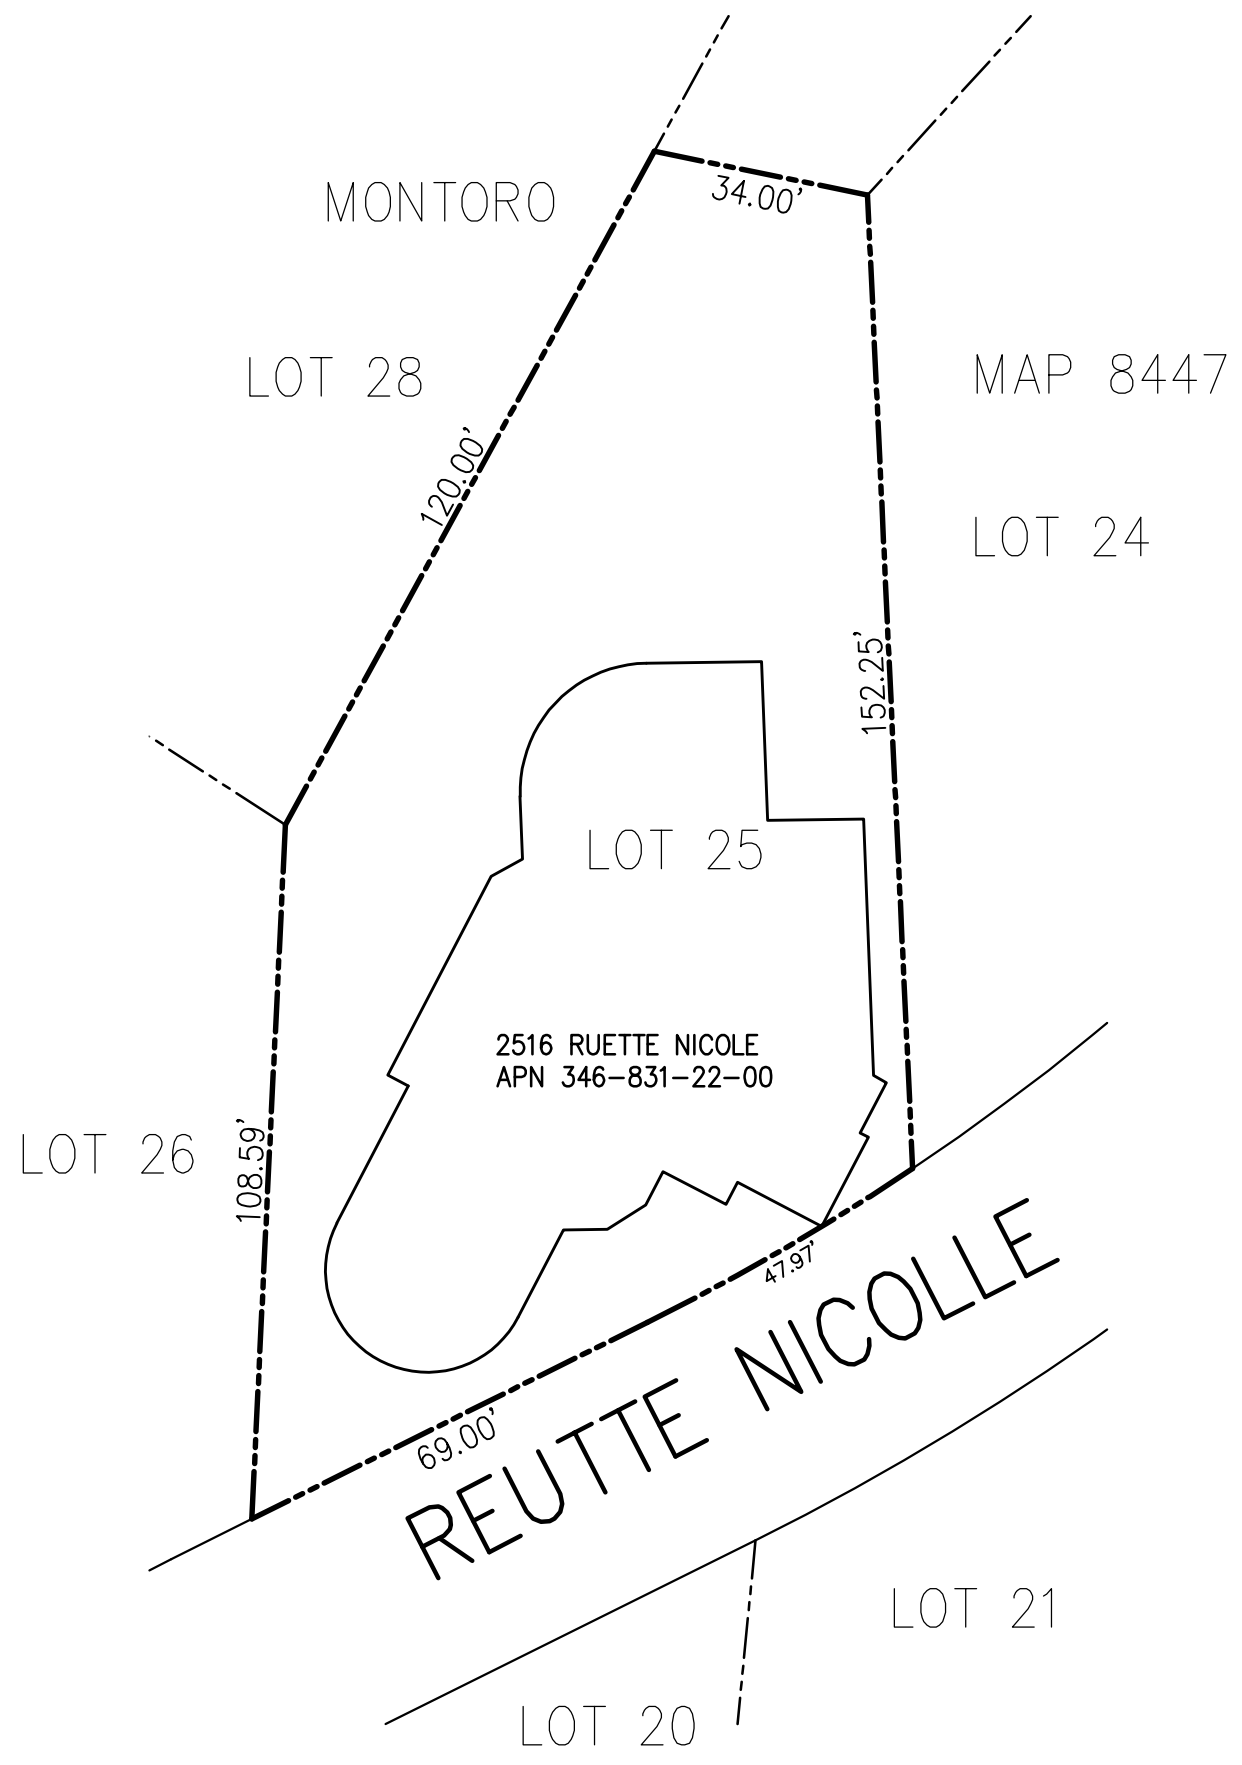 MONTORO
34.00'
LOT 28
MAP 8447
120.00'
LOT 24
152.25'
LOT 25
2516 RUETTE NICOLE
APN 346-831-22-00
LOT 26
108.59'
47.97'
69.00'
REUTTE NICOLLE
LOT 21
LOT 20